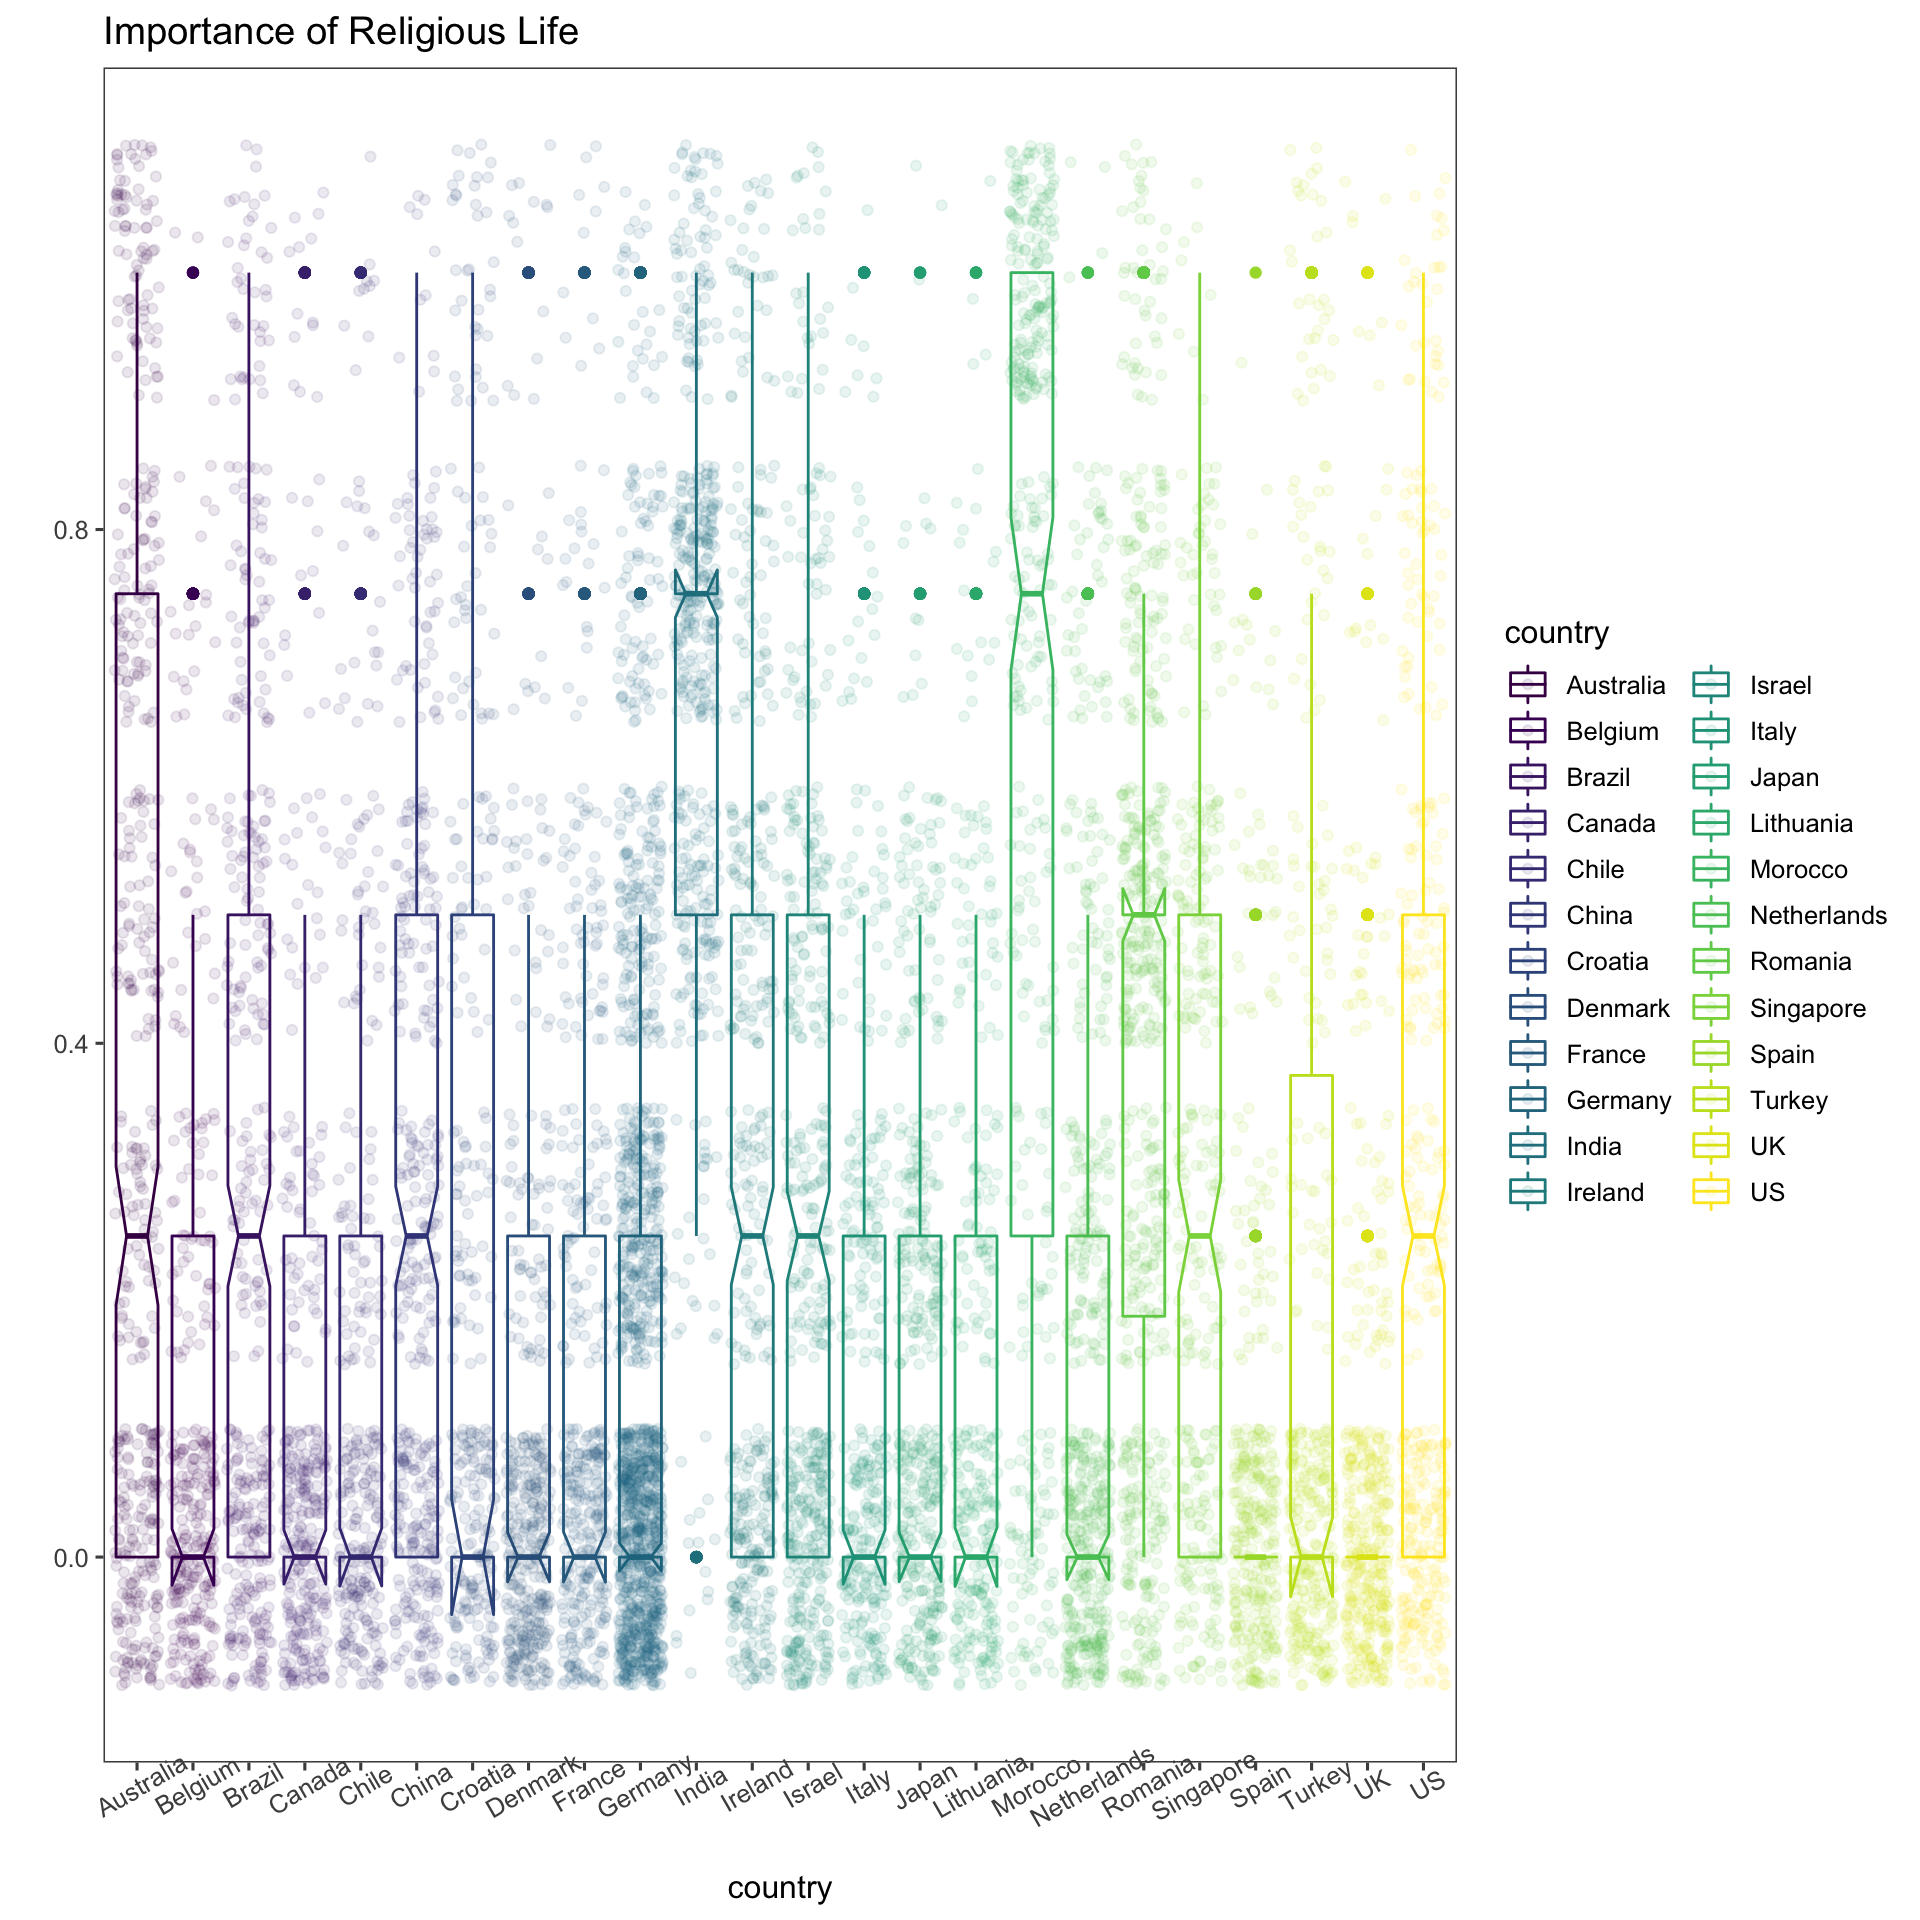 Importance of Religious Life
0.8
0.4
0.0
Australia
Belgium
Brazil
Canada
Chile
China
Croatia
Denmark
France
Germany
India
Ireland
Israel
Italy
Japan
Lithuania
Morocco
Netherlands
Romania
Singapore
Spain
Turkey
UK
US
country
country
Australia
Belgium
Brazil
Canada
Chile
China
Croatia
Denmark
France
Germany
India
Ireland
Israel
Italy
Japan
Lithuania
Morocco
Netherlands
Romania
Singapore
Spain
Turkey
UK
US